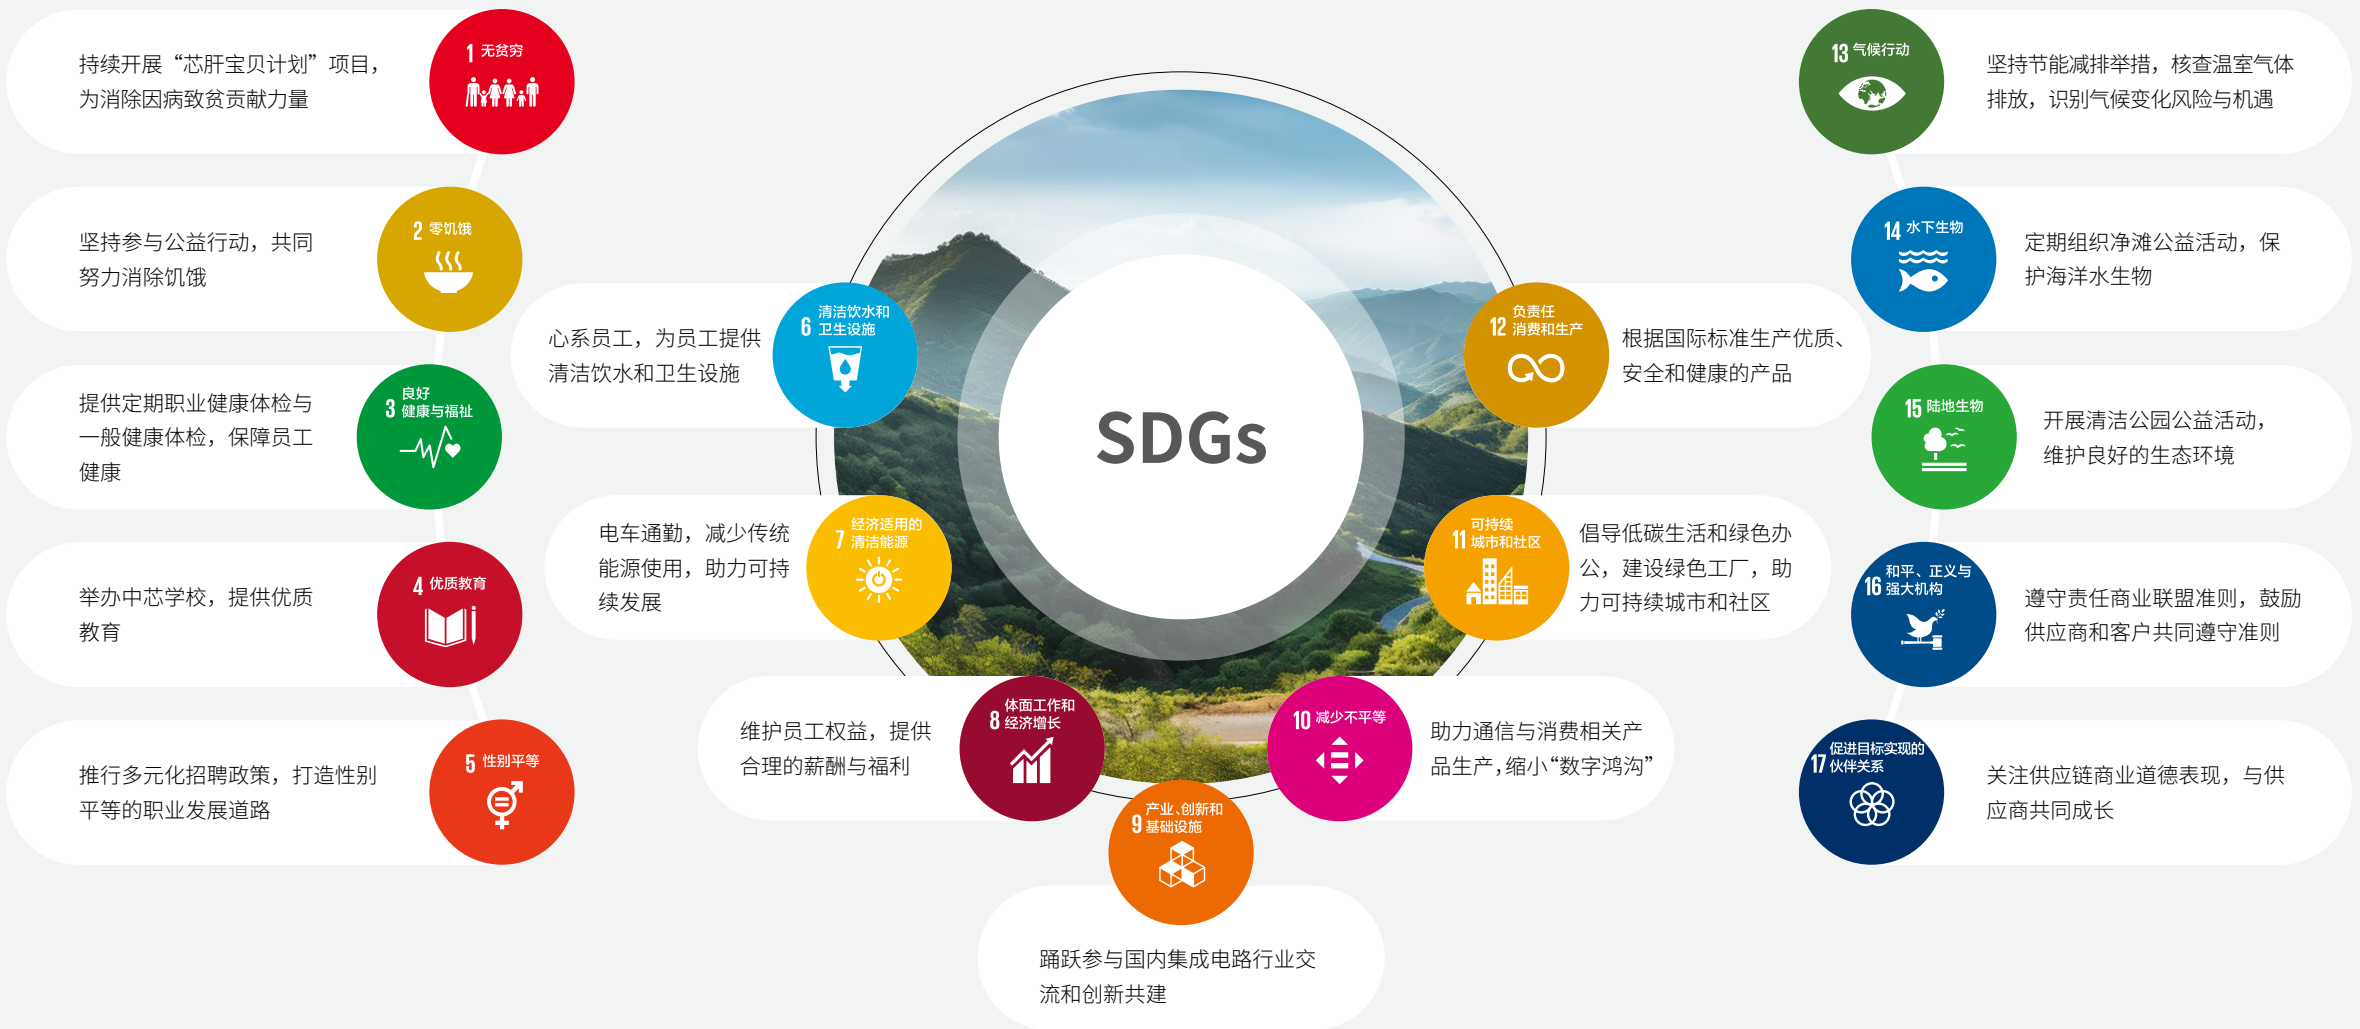 1 无贫穷
持续开展“芯肝宝贝计划”项目，
为消除因病致贫贡献力量
2 零饥饿
坚持参与公益行动，共同
努力消除饥饿
3 良好
健康与福祉
提供定期职业健康体检与
一般健康体检，保障员工
健康
4 优质教育
举办中芯学校，提供优质
教育
5 性别平等
推行多元化招聘政策，打造性别
平等的职业发展道路
6 清洁饮水和
卫生设施
心系员工，为员工提供
清洁饮水和卫生设施
7 经济适用的
清洁能源
电车通勤，减少传统
能源使用，助力可持
续发展
8 体面工作和
经济增长
维护员工权益，提供
合理的薪酬与福利
SDGs
9 产业、创新和
基础设施
踊跃参与国内集成电路行业交
流和创新共建
10 减少不平等
助力通信与消费相关产
品生产，缩小“数字鸿沟”
11 可持续
城市和社区
倡导低碳生活和绿色办
公，建设绿色工厂，助
力可持续城市和社区
12 负责任
消费和生产
根据国际标准生产优质、
安全和健康的产品
13 气候行动
坚持节能减排举措，核查温室气体
排放，识别气候变化风险与机遇
14 水下生物
定期组织净滩公益活动，保
护海洋水生物
15 陆地生物
开展清洁公园公益活动，
维护良好的生态环境
16 和平、正义与
强大机构
遵守责任商业联盟准则，鼓励
供应商和客户共同遵守准则
17 促进目标实现的
伙伴关系
关注供应链商业道德表现，与供
应商共同成长